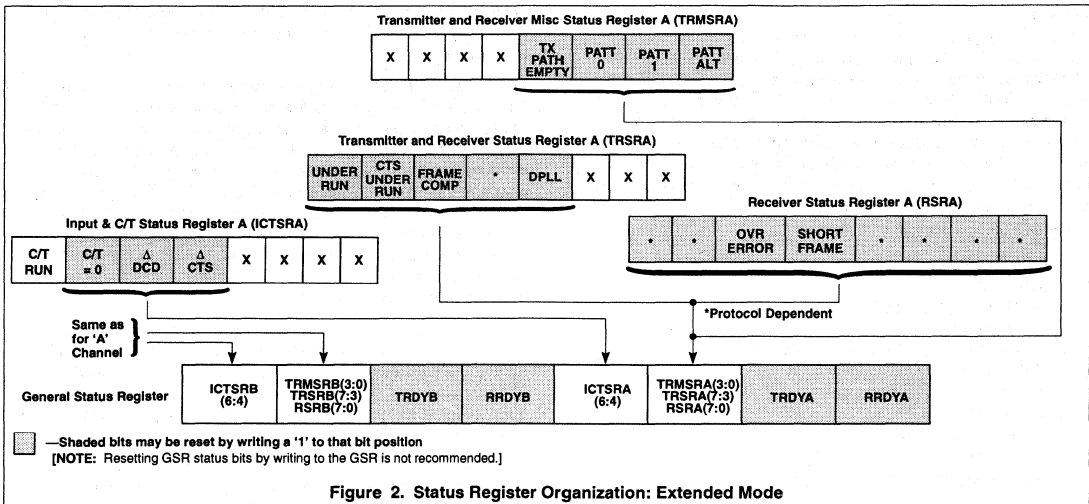 Transmitter and Receiver Misc Status Register A (TRMSRA)
X X X X TX PATH EMPTY PATT 0 PATT 1 PATT ALT
Transmitter and Receiver Status Register A (TRSRA)
UNDER RUN CTS UNDER RUN FRAME COMP * DPLL X X X
Input & C/T Status Register A (ICTSRA)
C/T RUN C/T = 0 Δ DCD Δ CTS X X X X
Receiver Status Register A (RSRA)
* * OVR ERROR SHORT FRAME * * * *
*Protocol Dependent
Same as
for 'A'
Channel
General Status Register
ICTSRB
(6:4)
TRMSRB(3:0)
TRSRB(7:3)
RSRB(7:0)
TRDYB
RRDYB
ICTSRA
(6:4)
TRMSRA(3:0)
TRSRA(7:3)
RSRA(7:0)
TRDYA
RRDYA
—Shaded bits may be reset by writing a '1' to that bit position
[NOTE: Resetting GSR status bits by writing to the GSR is not recommended.]
Figure 2. Status Register Organization: Extended Mode